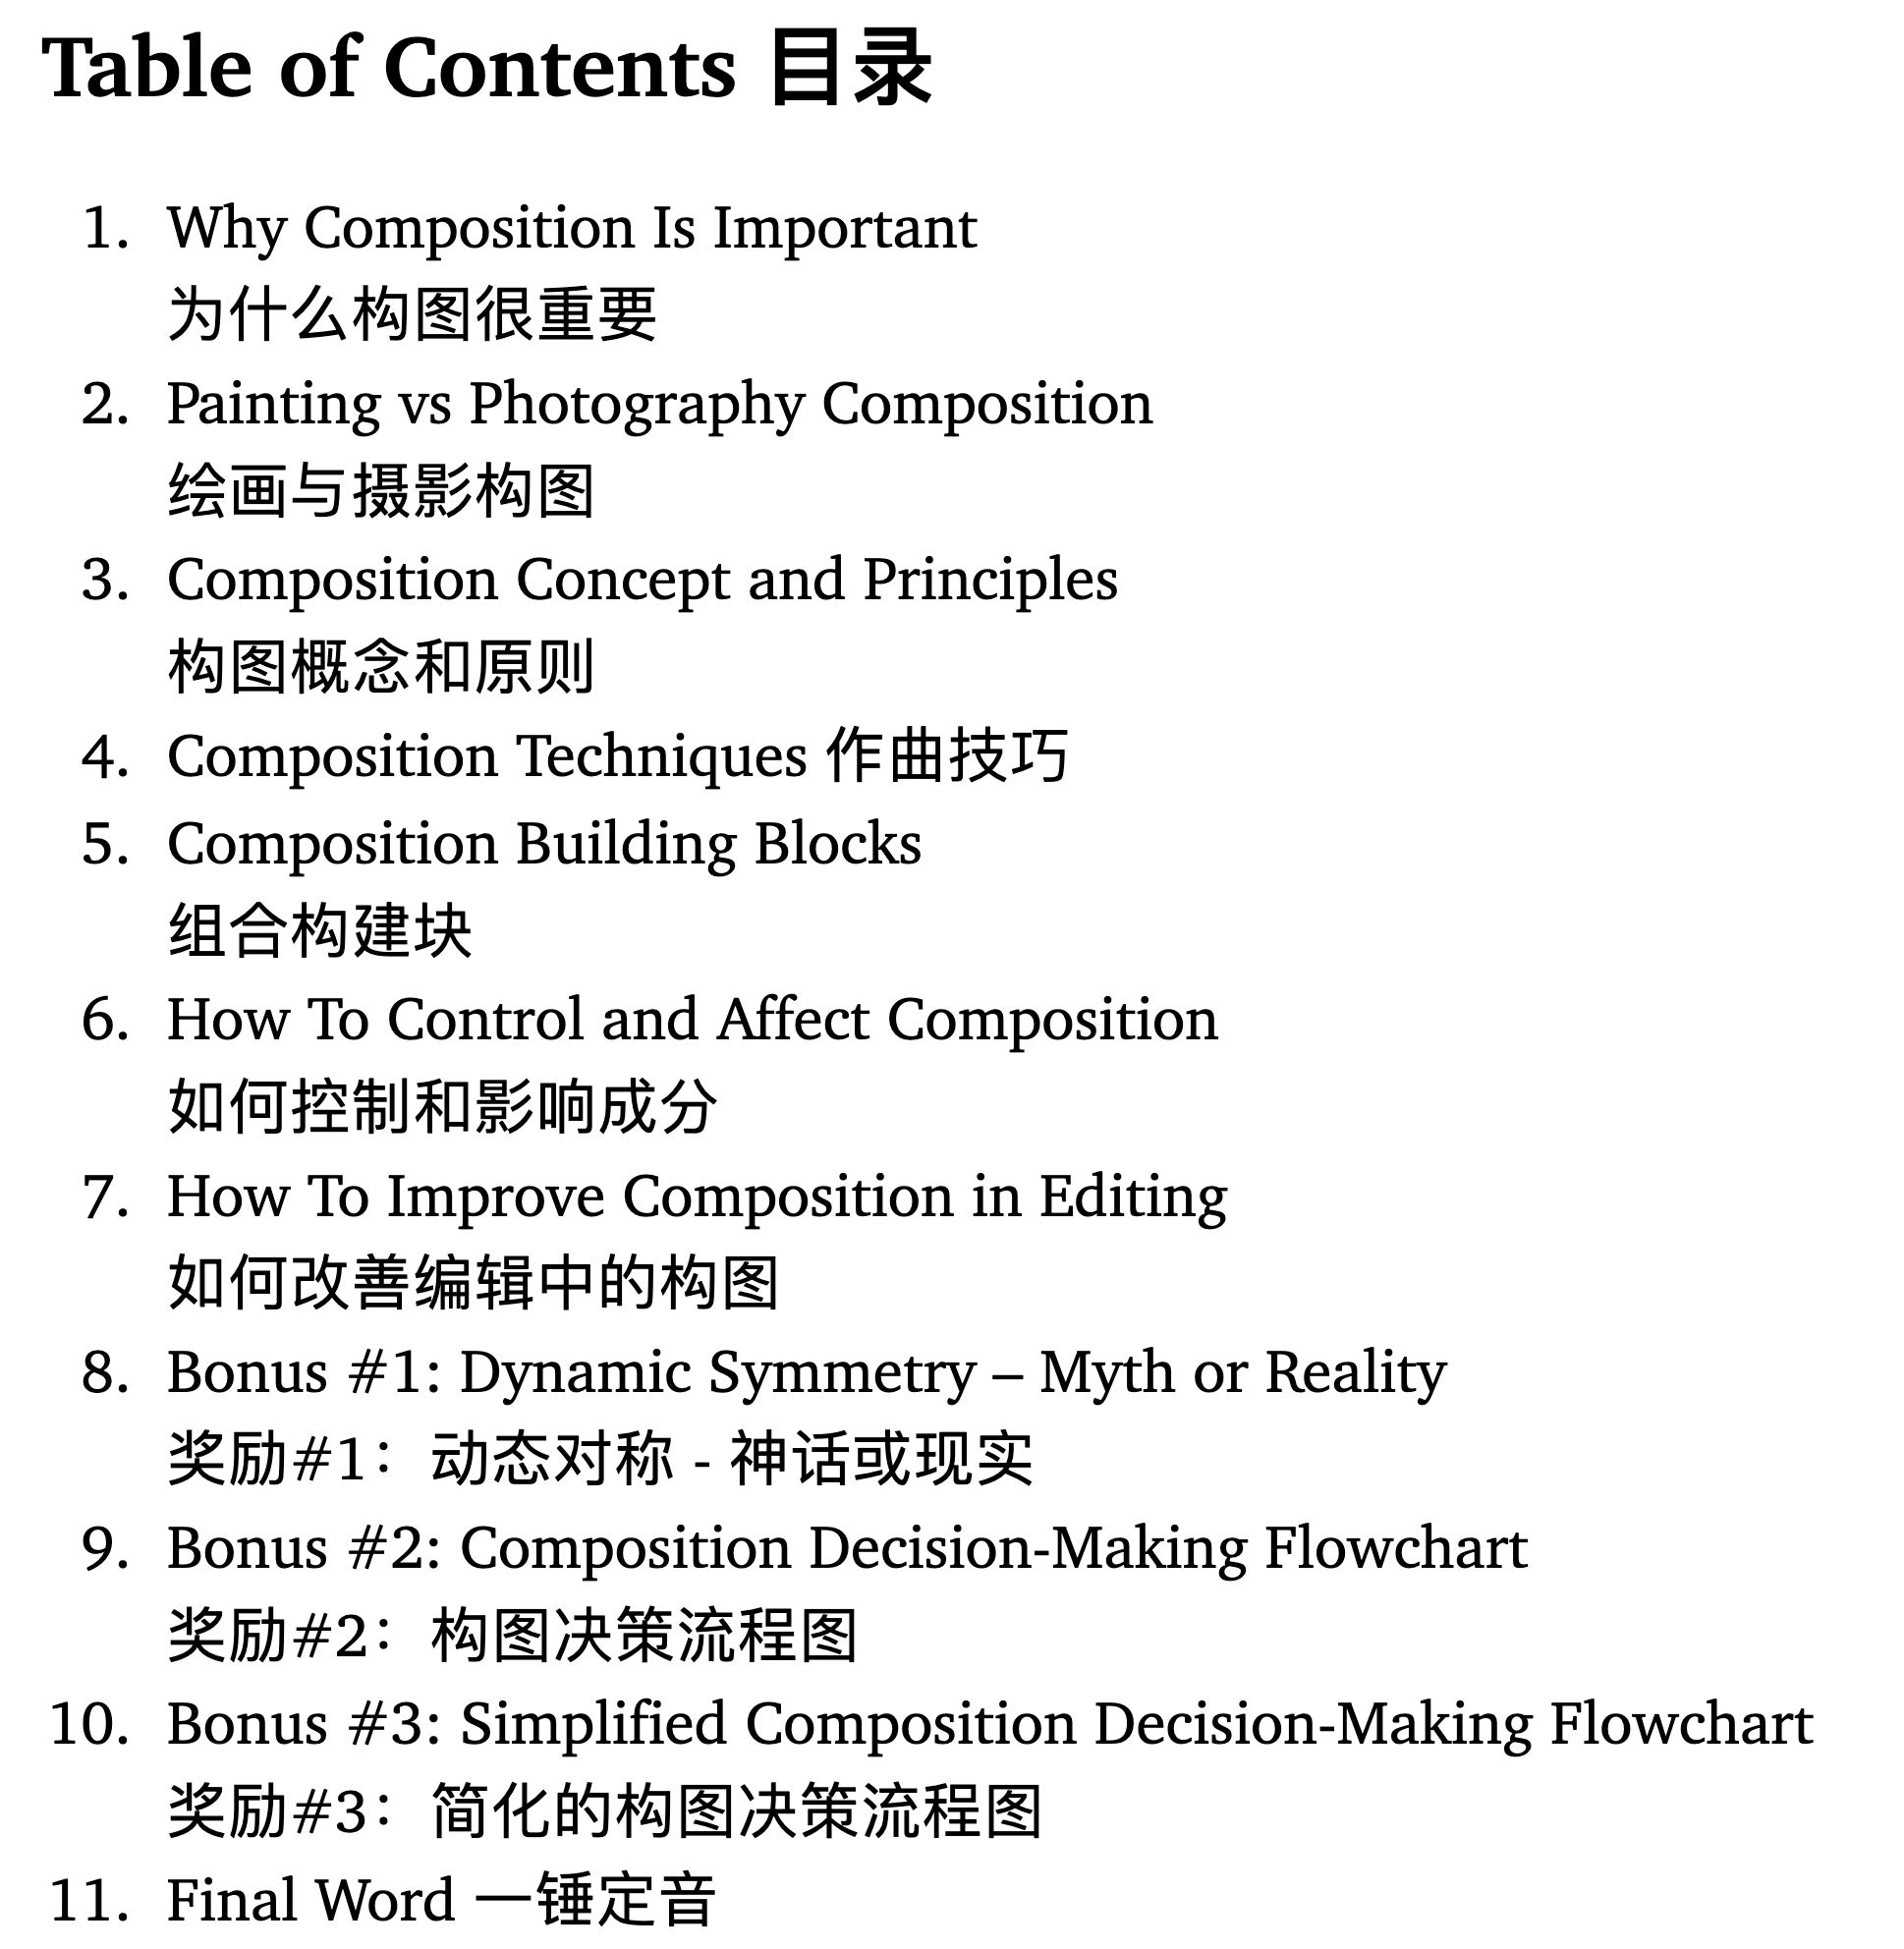 Table of Contents 目录
1. Why Composition Is Important
为什么构图很重要
2. Painting vs Photography Composition
绘画与摄影构图
3. Composition Concept and Principles
构图概念和原则
4. Composition Techniques 作曲技巧
5. Composition Building Blocks
组合构建块
6. How To Control and Affect Composition
如何控制和影响成分
7. How To Improve Composition in Editing
如何改善编辑中的构图
8. Bonus #1: Dynamic Symmetry – Myth or Reality
奖励#1：动态对称 - 神话或现实
9. Bonus #2: Composition Decision-Making Flowchart
奖励#2：构图决策流程图
10. Bonus #3: Simplified Composition Decision-Making Flowchart
奖励#3：简化的构图决策流程图
11. Final Word 一锤定音